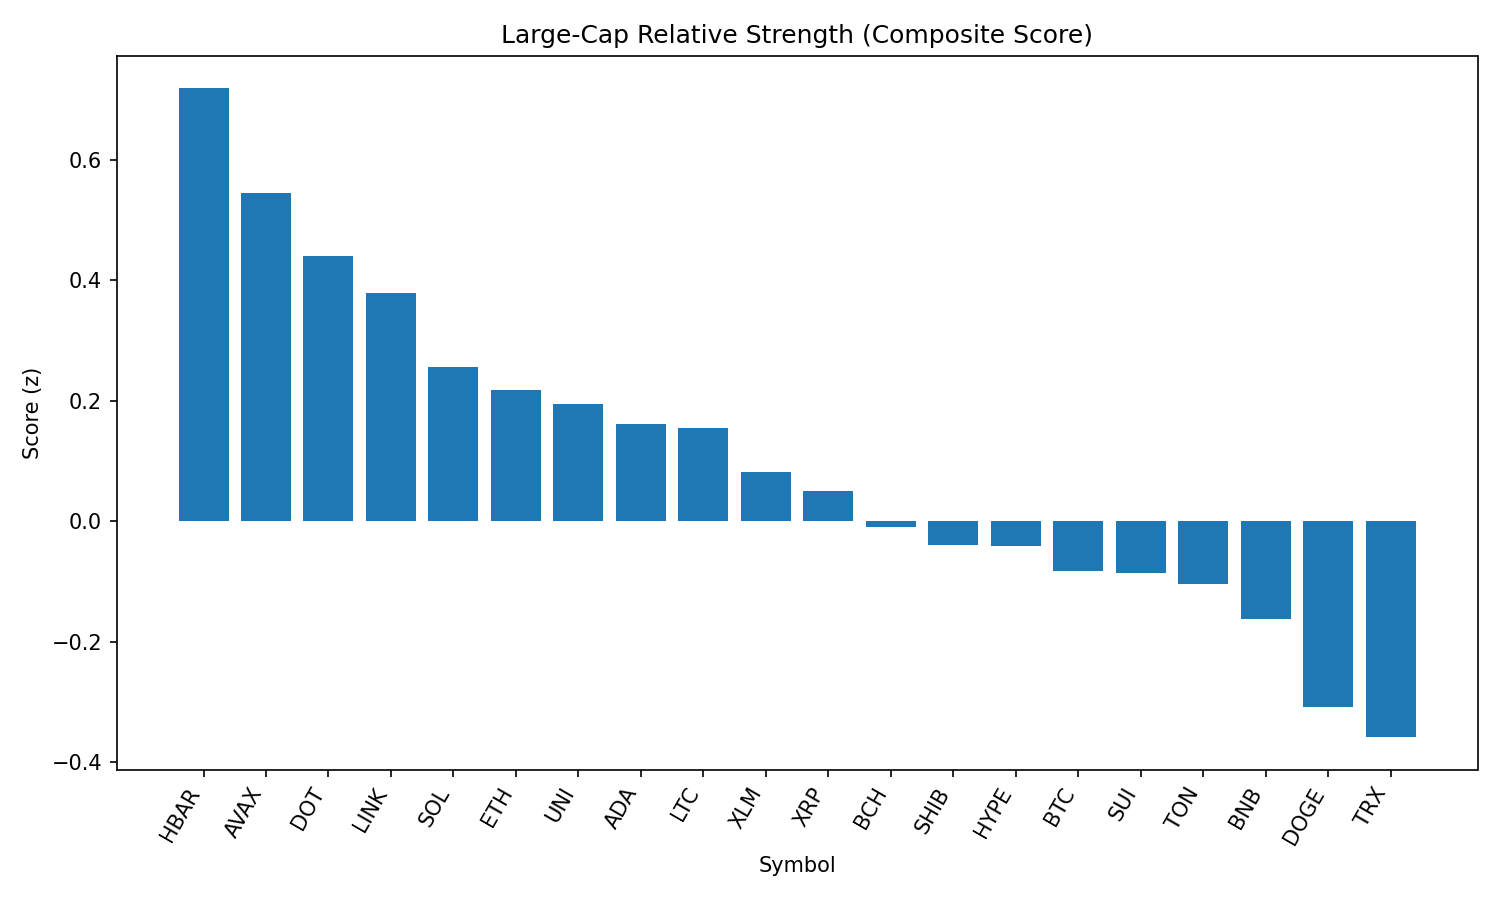 Large-Cap Relative Strength (Composite Score)
Score (z)
0.6
0.4
0.2
0.0
−0.2
−0.4
HBAR
AVAX
DOT
LINK
SOL
ETH
UNI
ADA
LTC
XLM
XRP
BCH
SHIB
HYPE
BTC
SUI
TON
BNB
DOGE
TRX
Symbol